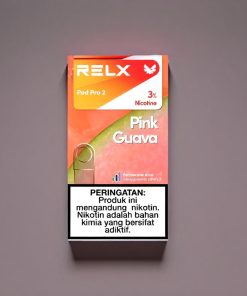 RELX
Pod Pro 2
3%
Nicotine
Pink
Guava
PERINGATAN:
Produk ini
mengandung nikotin.
Nikotin adalah bahan
kimia yang bersifat
adiktif.